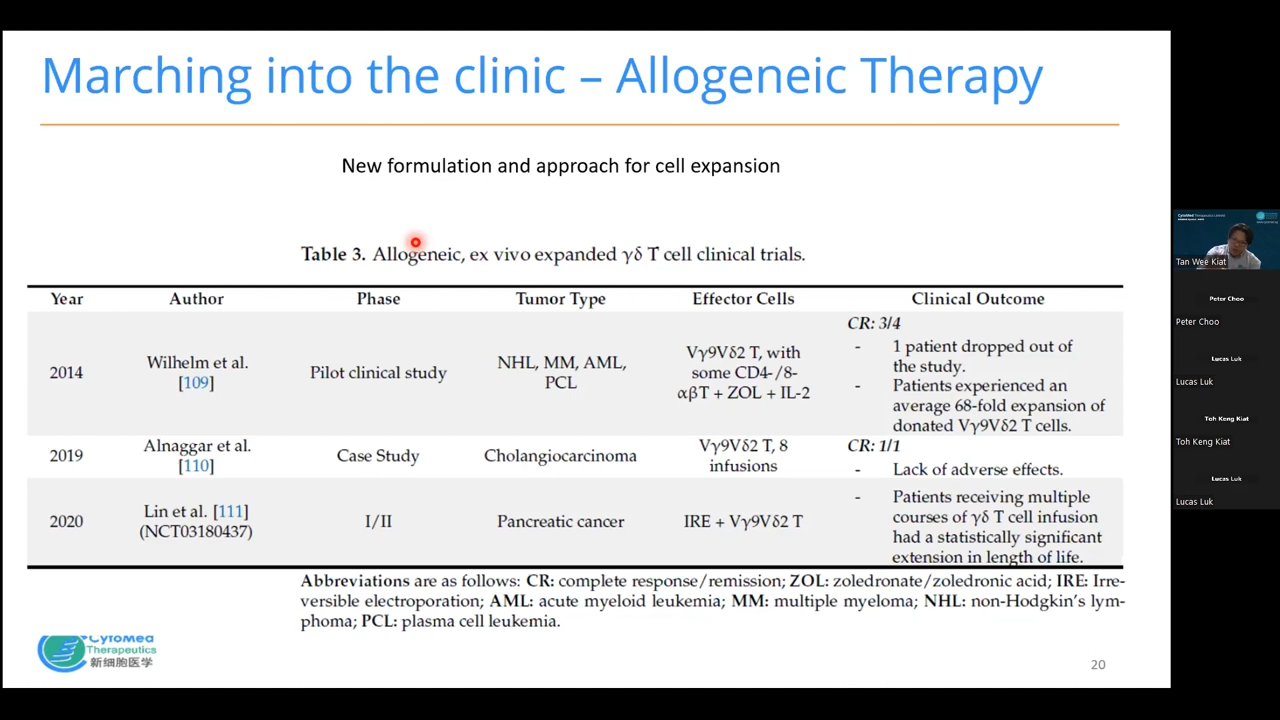 Marching into the clinic – Allogeneic Therapy
New formulation and approach for cell expansion
Table 3. Allogeneic, ex vivo expanded γδ T cell clinical trials.
Year Author Phase Tumor Type Effector Cells Clinical Outcome
2014
Wilhelm et al.
[109]
Pilot clinical study
NHL, MM, AML,
PCL
Vγ9Vδ2 T, with
some CD4-/8-
αβT + ZOL + IL-2
CR: 3/4
- 1 patient dropped out of
the study.
- Patients experienced an
average 68-fold expansion of
donated Vγ9Vδ2 T cells.
2019
Alnaggar et al.
[110]
Case Study
Cholangiocarcinoma
Vγ9Vδ2 T, 8
infusions
CR: 1/1
- Lack of adverse effects.
2020
Lin et al. [111]
(NCT03180437)
I/II
Pancreatic cancer
IRE + Vγ9Vδ2 T
- Patients receiving multiple
courses of γδ T cell infusion
had a statistically significant
extension in length of life.
Abbreviations are as follows: CR: complete response/remission; ZOL: zoledronate/zoledronic acid; IRE: Irre-
versible electroporation; AML: acute myeloid leukemia; MM: multiple myeloma; NHL: non-Hodgkin's lym-
phoma; PCL: plasma cell leukemia.
CytoMed
Therapeutics
新细胞医学
20
CytoMed Therapeutics Limited
Tan Wee Kiat
Peter Choo
Peter Choo
Lucas Luk
Lucas Luk
Toh Keng Kiat
Toh Keng Kiat
Lucas Luk
Lucas Luk